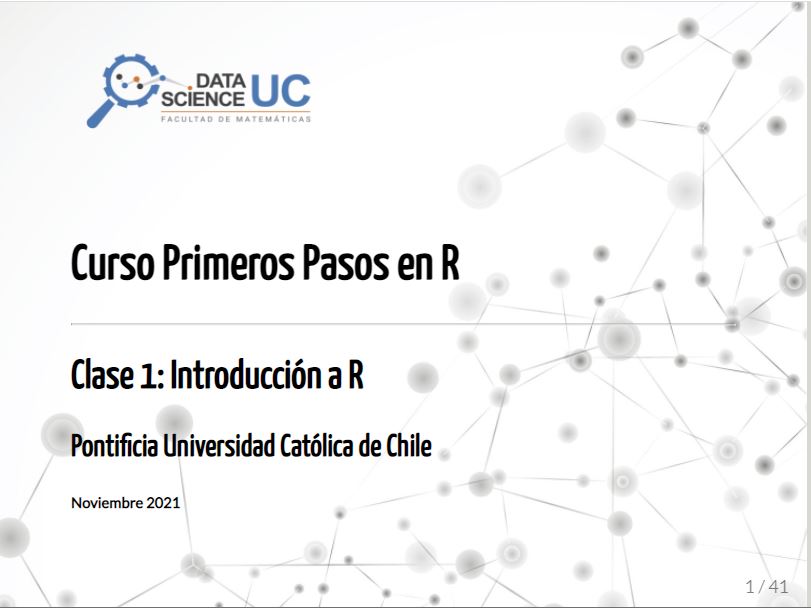 DATA
SCIENCE UC
FACULTAD DE MATEMÁTICAS
Curso Primeros Pasos en R
Clase 1: Introducción a R
Pontificia Universidad Católica de Chile
Noviembre 2021
1 / 41